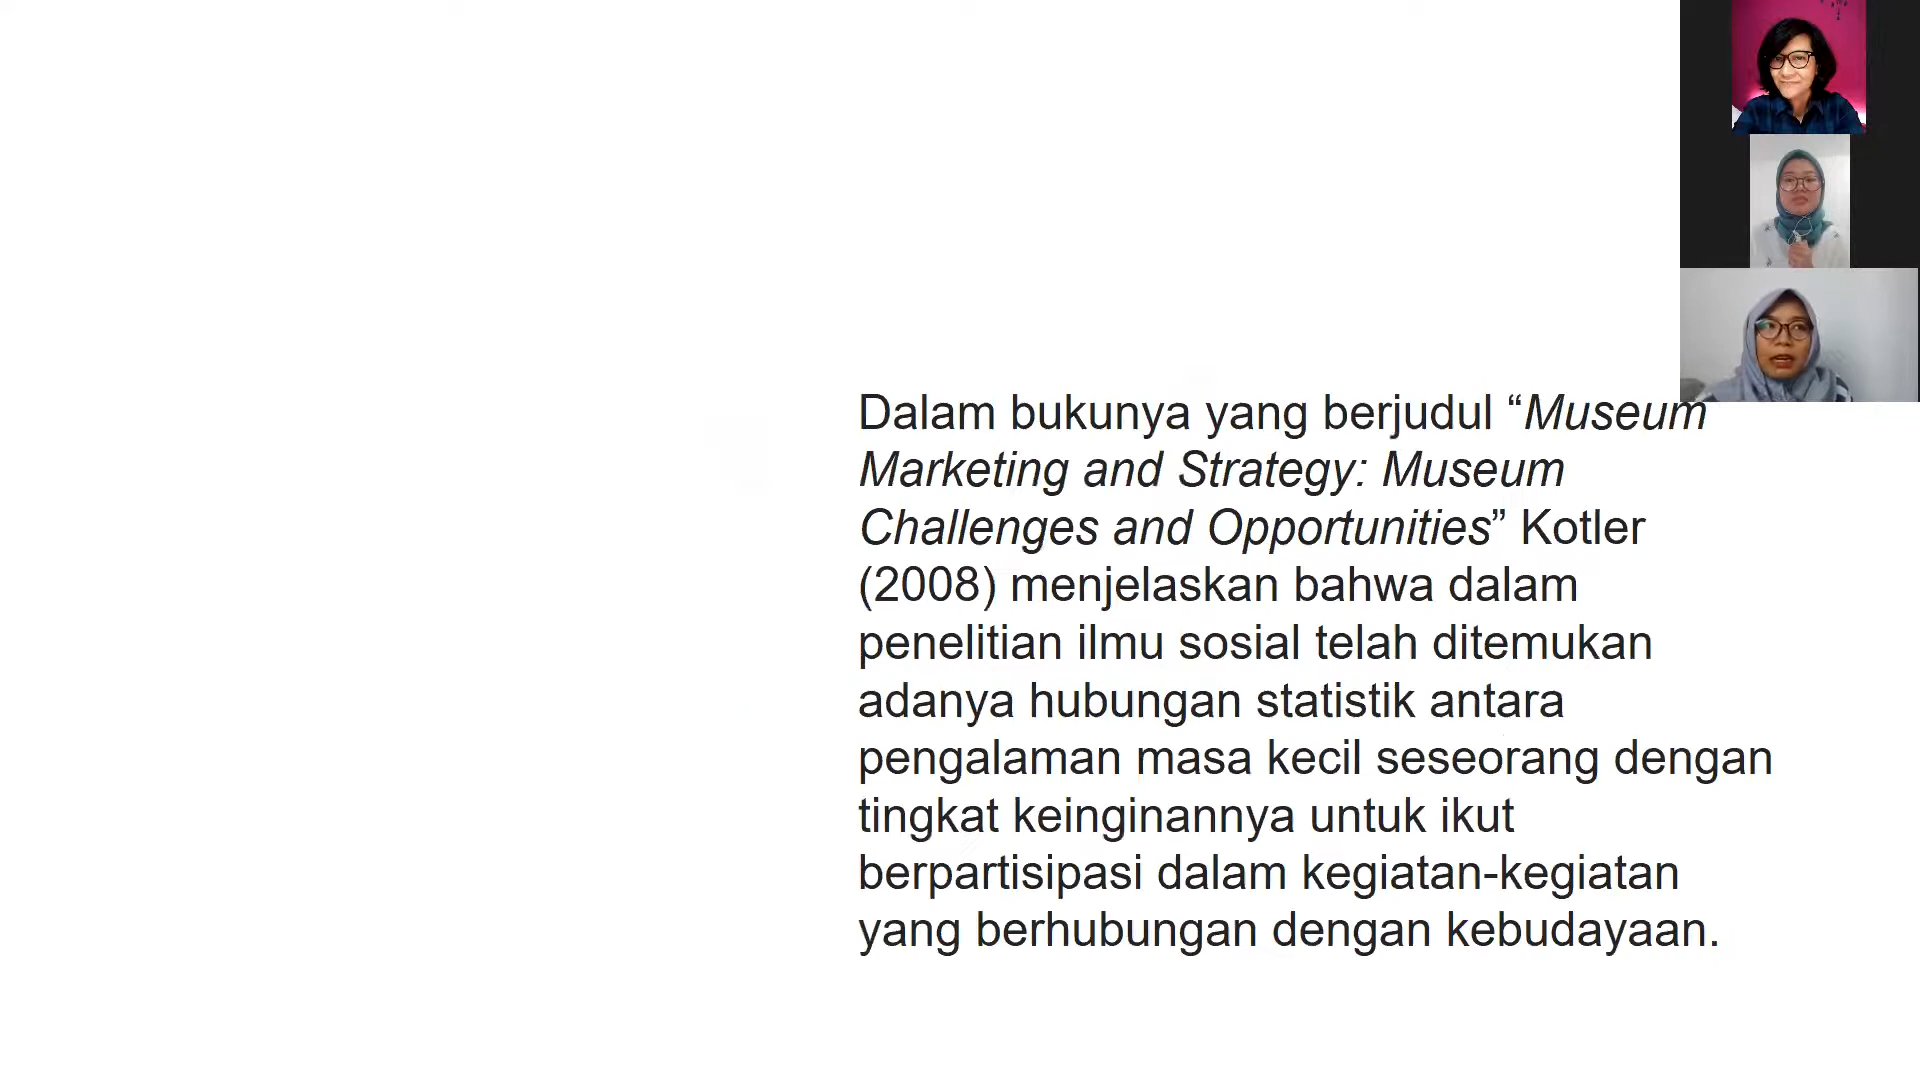 Dalam bukunya yang berjudul “Museum
Marketing and Strategy: Museum
Challenges and Opportunities” Kotler
(2008) menjelaskan bahwa dalam
penelitian ilmu sosial telah ditemukan
adanya hubungan statistik antara
pengalaman masa kecil seseorang dengan
tingkat keinginannya untuk ikut
berpartisipasi dalam kegiatan-kegiatan
yang berhubungan dengan kebudayaan.